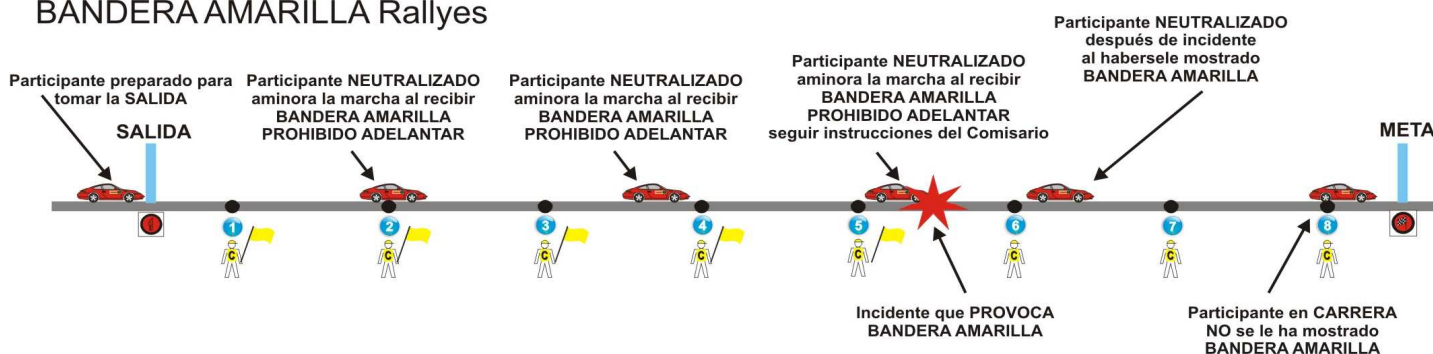 BANDERA AMARILLA Rallyes
Participante preparado para
tomar la SALIDA
SALIDA
Participante NEUTRALIZADO
aminora la marcha al recibir
BANDERA AMARILLA
PROHIBIDO ADELANTAR
Participante NEUTRALIZADO
aminora la marcha al recibir
BANDERA AMARILLA
PROHIBIDO ADELANTAR
Participante NEUTRALIZADO
aminora la marcha al recibir
BANDERA AMARILLA
PROHIBIDO ADELANTAR
seguir instrucciones del Comisario
Participante NEUTRALIZADO
después de incidente
al habersele mostrado
BANDERA AMARILLA
META
1
2
3
4
5
6
7
8
C
C
C
C
C
C
C
C
Incidente que PROVOCA
BANDERA AMARILLA
Participante en CARRERA
NO se le ha mostrado
BANDERA AMARILLA